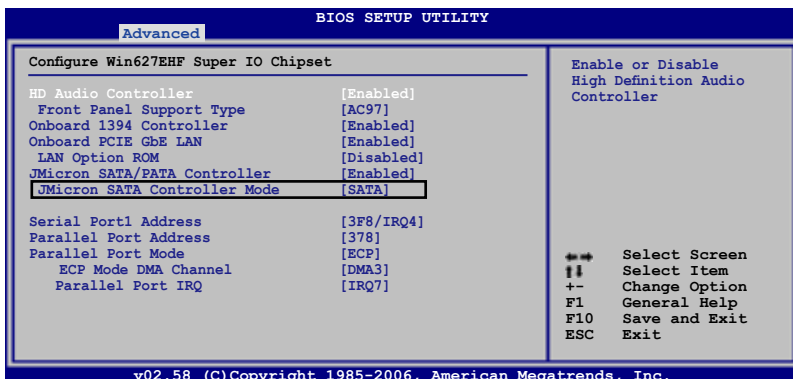 BIOS SETUP UTILITY
Advanced
Configure Win627EHF Super IO Chipset
HD Audio Controller [Enabled]
Front Panel Support Type [AC97]
Onboard 1394 Controller [Enabled]
Onboard PCIE GbE LAN [Enabled]
LAN Option ROM [Disabled]
JMicron SATA/PATA Controller [Enabled]
JMicron SATA Controller Mode [SATA]
Serial Port1 Address [3F8/IRQ4]
Parallel Port Address [378]
Parallel Port Mode [ECP]
ECP Mode DMA Channel [DMA3]
Parallel Port IRQ [IRQ7]
Enable or Disable
High Definition Audio
Controller
Select Screen
Select Item
+- Change Option
F1 General Help
F10 Save and Exit
ESC Exit
v02.58 (C)Copyright 1985-2006, American Megatrends, Inc.